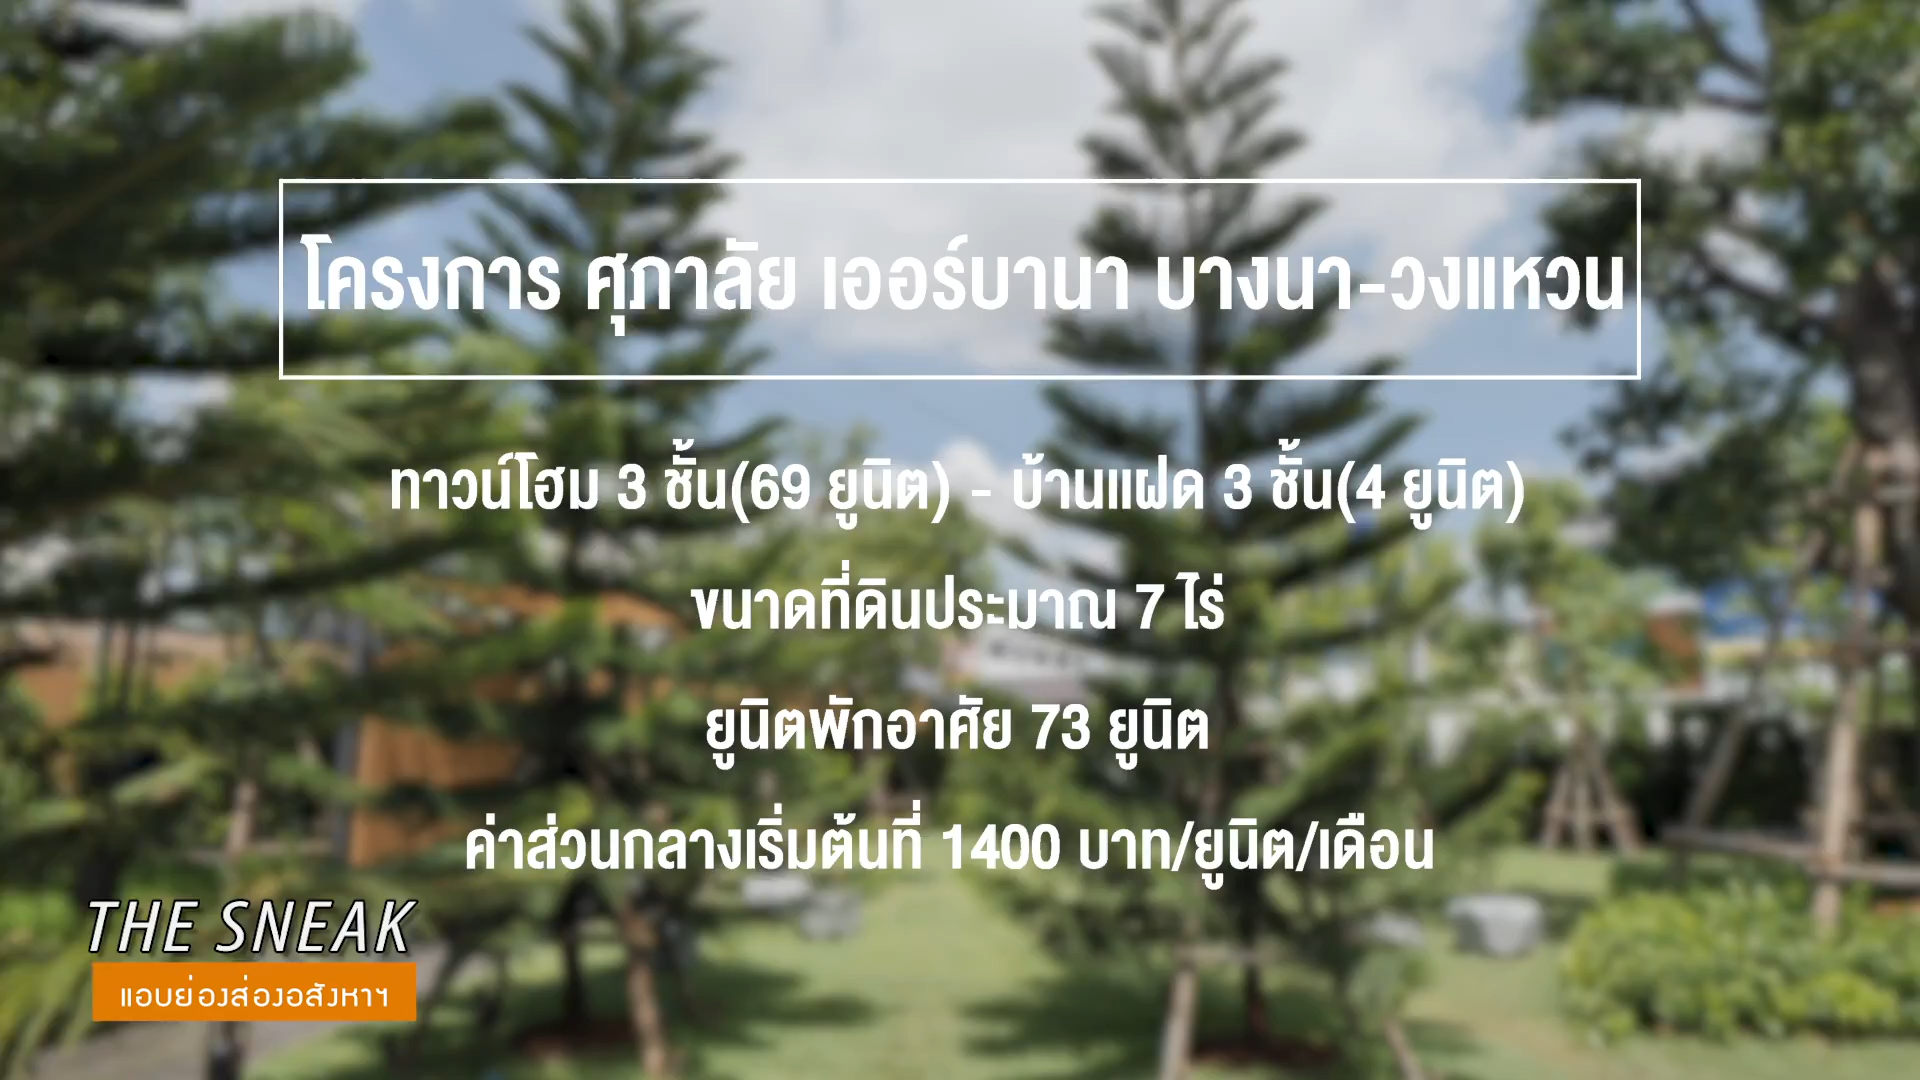 โครงการ ศุภาลัย เออร์บานา บางนา-วงแหวน
ทาวน์โฮม 3 ชั้น(69 ยูนิต) - บ้านแฝด 3 ชั้น(4 ยูนิต)
ขนาดที่ดินประมาณ 7 ไร่
ยูนิตพักอาศัย 73 ยูนิต
ค่าส่วนกลางเริ่มต้นที่ 1400 บาท/ยูนิต/เดือน
THE SNEAK
แอบย่องส่องอสังหาฯ